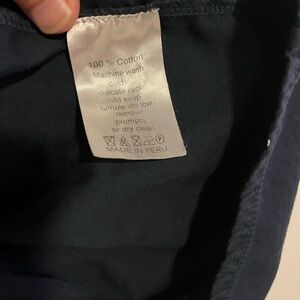 100 % Cotton
Machine wash
cold
delicate cycle
mild soap
tumble dry low
remove
prompty
or dry clean
P
MADE IN PERU